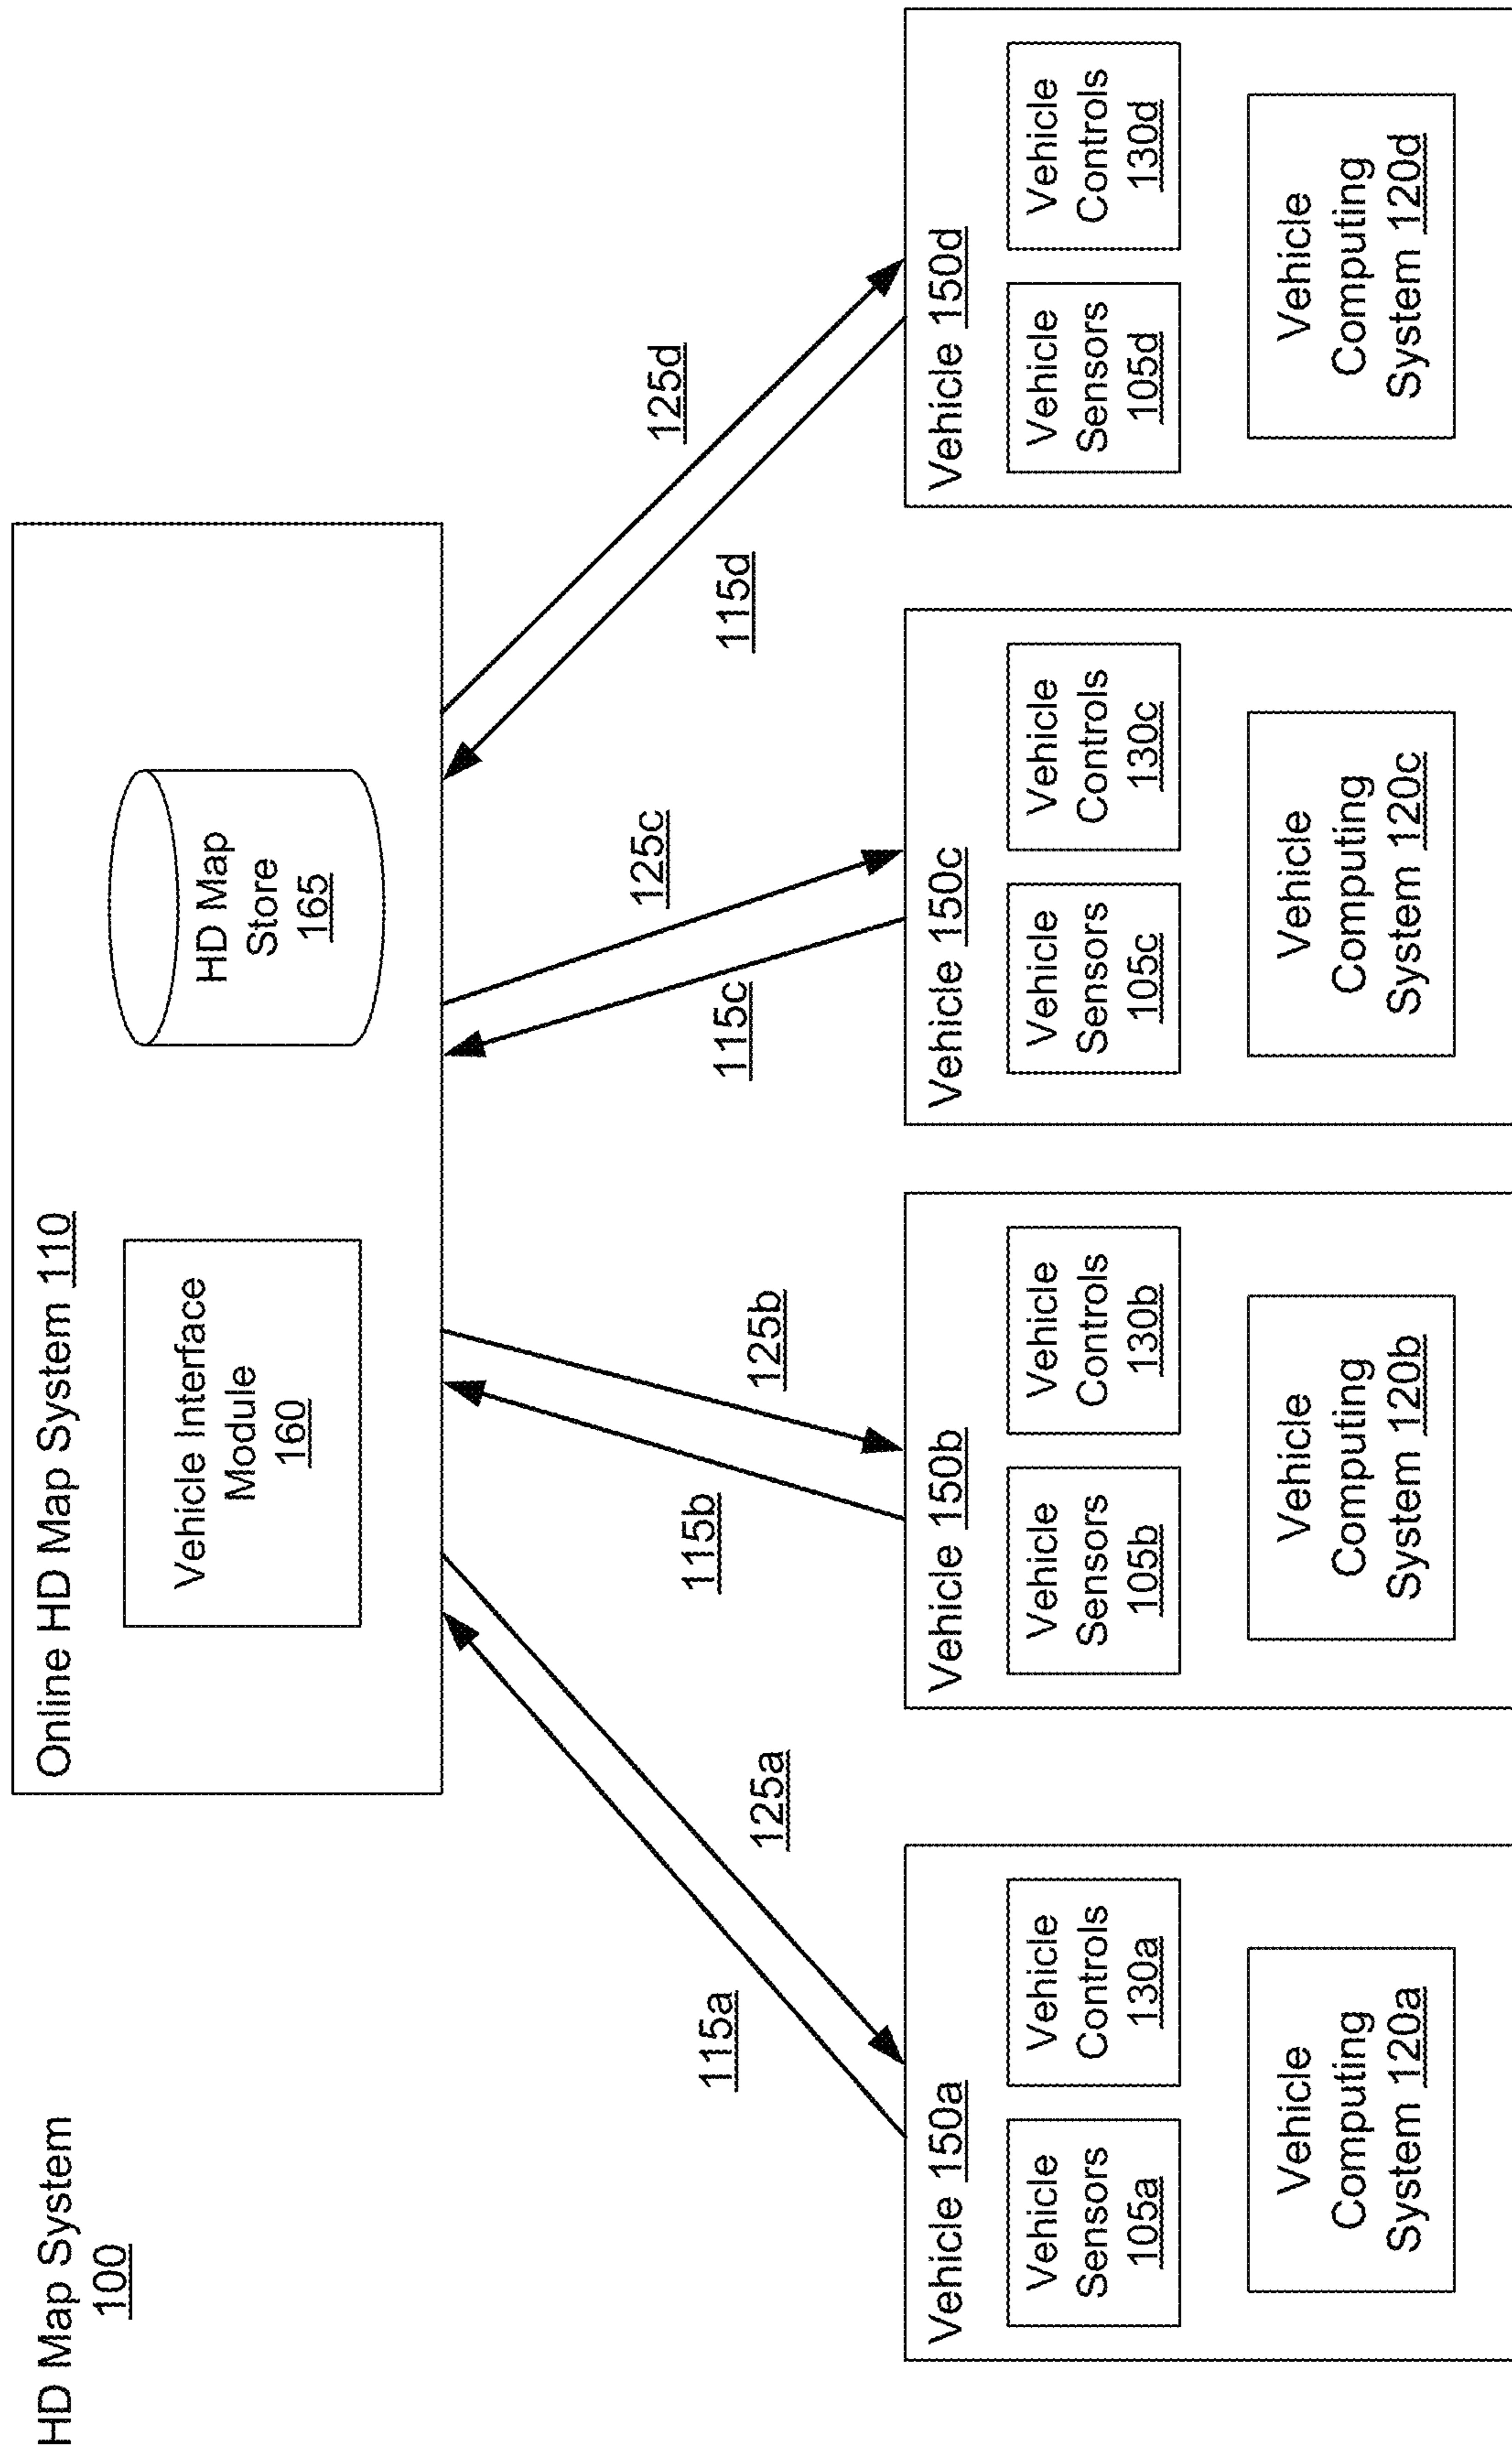 HD Map System
100
Online HD Map System 110
Vehicle Interface
Module
160
HD Map
Store
165
115a
125a
115b
125b
115c
125c
115d
125d
Vehicle 150a
Vehicle
Sensors
105a
Vehicle
Controls
130a
Vehicle
Computing
System 120a
Vehicle 150b
Vehicle
Sensors
105b
Vehicle
Controls
130b
Vehicle
Computing
System 120b
Vehicle 150c
Vehicle
Sensors
105c
Vehicle
Controls
130c
Vehicle
Computing
System 120c
Vehicle 150d
Vehicle
Sensors
105d
Vehicle
Controls
130d
Vehicle
Computing
System 120d